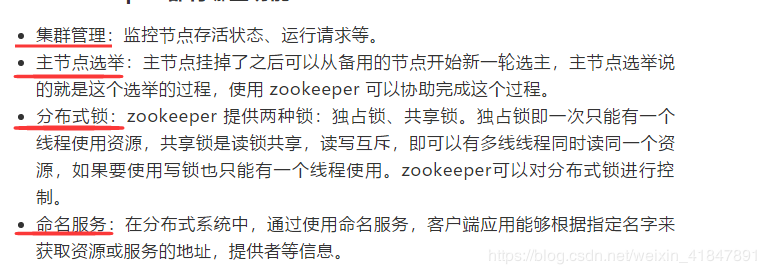 集群管理：监控节点存活状态、运行请求等。
主节点选举：主节点挂掉了之后可以从备用的节点开始新一轮选主，主节点选举说
的就是这个选举的过程，使用 zookeeper 可以协助完成这个过程。
分布式锁：zookeeper 提供两种锁：独占锁、共享锁。独占锁即一次只能有一个
线程使用资源，共享锁是读锁共享，读写互斥，即可以有多线线程同时读同一个资
源，如果要使用写锁也只能有一个线程使用。zookeeper可以对分布式锁进行控
制。
命名服务：在分布式系统中，通过使用命名服务，客户端应用能够根据指定名字来
获取资源或服务的地址，提供者等信息。
https://blog.csdn.net/weixin_41847891